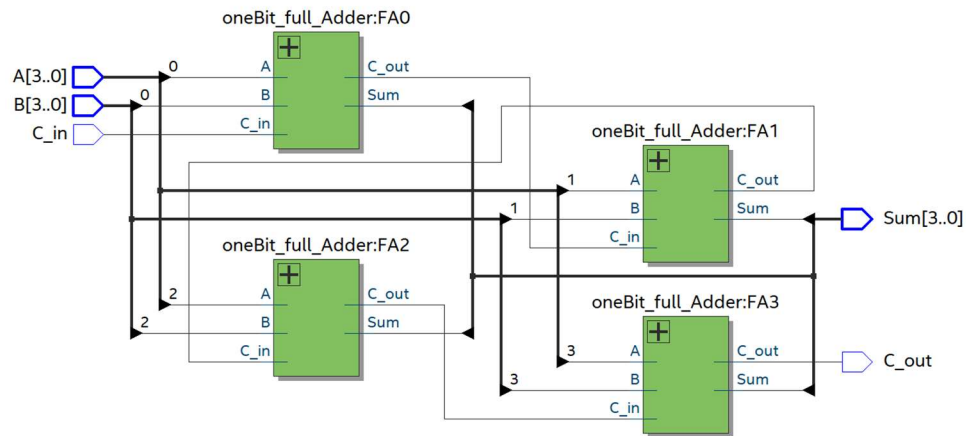 oneBit_full_Adder:FA0
A[3..0]
B[3..0]
C_in
0
0
A
B
C_in
C_out
Sum
oneBit_full_Adder:FA1
1
1
A
B
C_in
C_out
Sum
Sum[3..0]
oneBit_full_Adder:FA2
2
2
A
B
C_in
C_out
Sum
oneBit_full_Adder:FA3
3
3
A
B
C_in
C_out
Sum
C_out